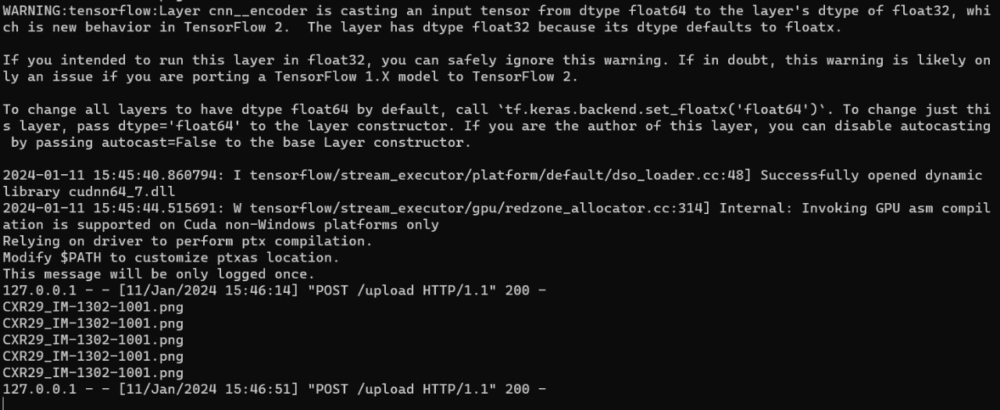 WARNING:tensorflow:Layer cnn__encoder is casting an input tensor from dtype float64 to the layer's dtype of float32, whi
ch is new behavior in TensorFlow 2.  The layer has dtype float32 because its dtype defaults to floatx.

If you intended to run this layer in float32, you can safely ignore this warning. If in doubt, this warning is likely on
ly an issue if you are porting a TensorFlow 1.X model to TensorFlow 2.

To change all layers to have dtype float64 by default, call `tf.keras.backend.set_floatx('float64')`. To change just thi
s layer, pass dtype='float64' to the layer constructor. If you are the author of this layer, you can disable autocasting
 by passing autocast=False to the base Layer constructor.

2024-01-11 15:45:40.860794: I tensorflow/stream_executor/platform/default/dso_loader.cc:48] Successfully opened dynamic
library cudnn64_7.dll
2024-01-11 15:45:44.515691: W tensorflow/stream_executor/gpu/redzone_allocator.cc:314] Internal: Invoking GPU asm compil
ation is supported on Cuda non-Windows platforms only
Relying on driver to perform ptx compilation.
Modify $PATH to customize ptxas location.
This message will be only logged once.
127.0.0.1 - - [11/Jan/2024 15:46:14] "POST /upload HTTP/1.1" 200 -
CXR29_IM-1302-1001.png
CXR29_IM-1302-1001.png
CXR29_IM-1302-1001.png
CXR29_IM-1302-1001.png
CXR29_IM-1302-1001.png
127.0.0.1 - - [11/Jan/2024 15:46:51] "POST /upload HTTP/1.1" 200 -